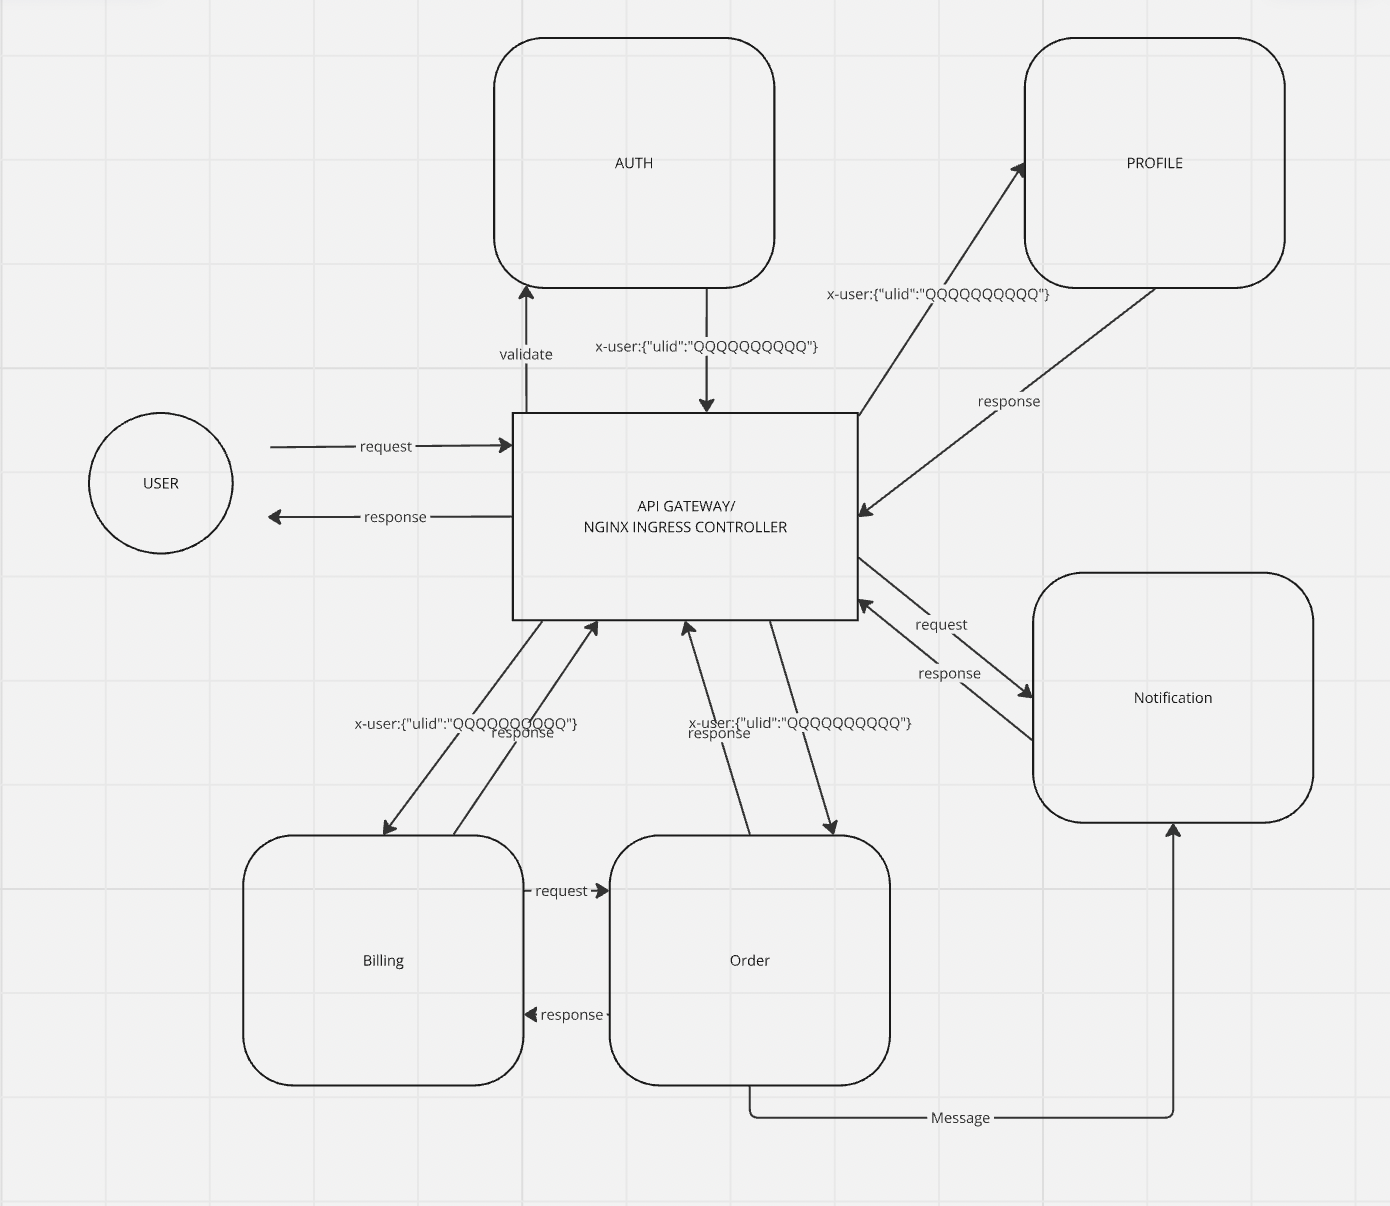 AUTH
PROFILE
x-user:{"ulid":"QQQQQQQQQQ"}
validate
x-user:{"ulid":"QQQQQQQQQQ"}
response
request
USER
response
API GATEWAY/
NGINX INGRESS CONTROLLER
request
response
Notification
x-user:{"ulid":"QQQQQQQQQQ"}
response
x-user:{"ulid":"QQQQQQQQQQ"}
response
request
Billing
Order
response
Message